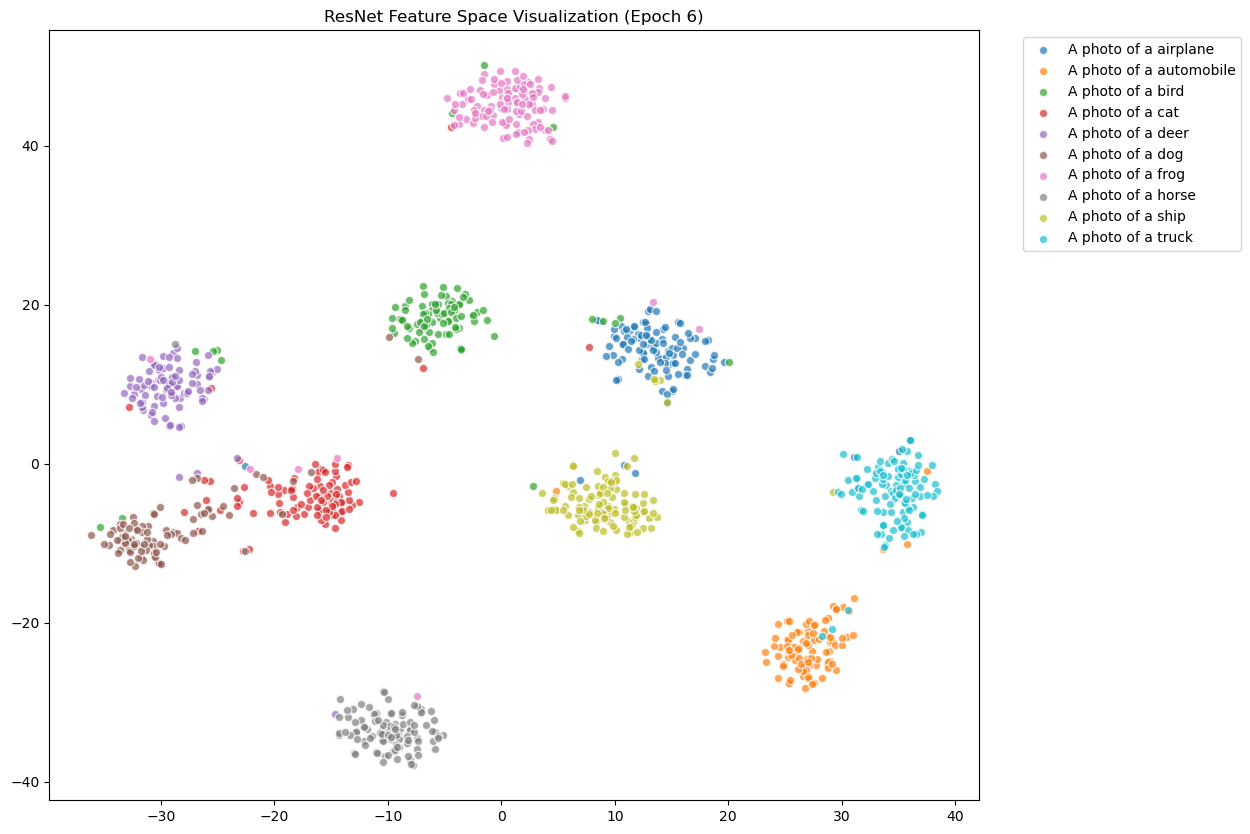 ResNet Feature Space Visualization (Epoch 6)
A photo of a airplane
A photo of a automobile
A photo of a bird
A photo of a cat
A photo of a deer
A photo of a dog
A photo of a frog
A photo of a horse
A photo of a ship
A photo of a truck
40
20
0
−20
−40
−30 −20 −10 0 10 20 30 40